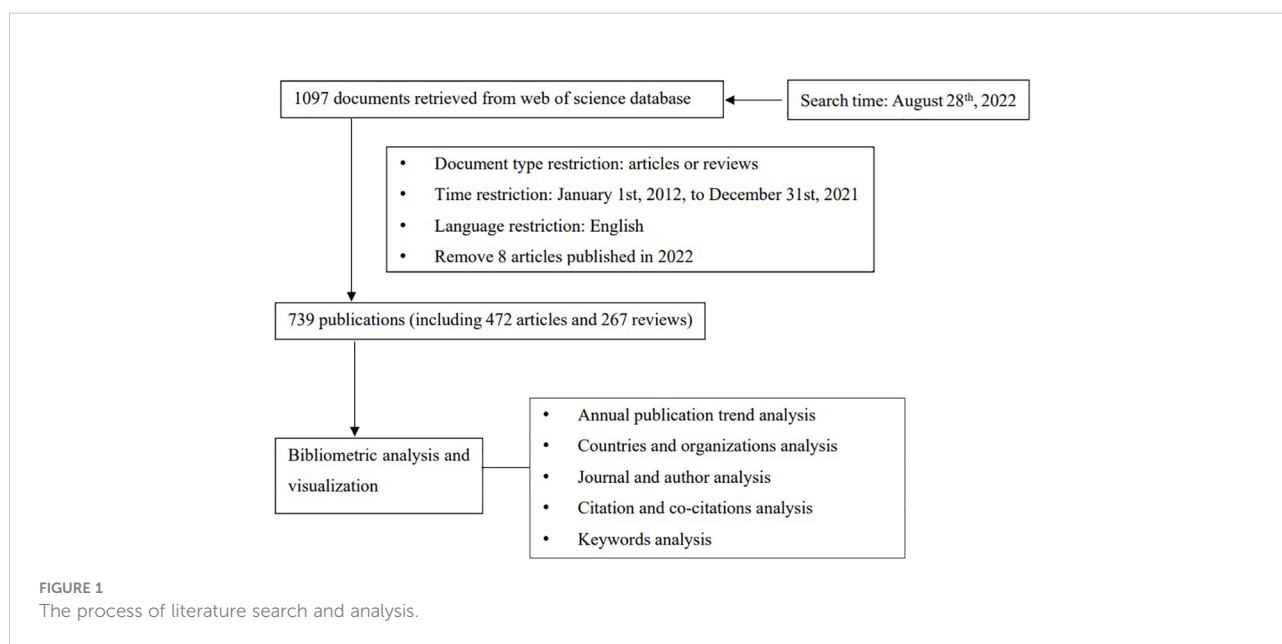 1097 documents retrieved from web of science database
Search time: August 28th, 2022
• Document type restriction: articles or reviews
• Time restriction: January 1st, 2012, to December 31st, 2021
• Language restriction: English
• Remove 8 articles published in 2022
739 publications (including 472 articles and 267 reviews)
Bibliometric analysis and
visualization
• Annual publication trend analysis
• Countries and organizations analysis
• Journal and author analysis
• Citation and co-citations analysis
• Keywords analysis
FIGURE 1
The process of literature search and analysis.